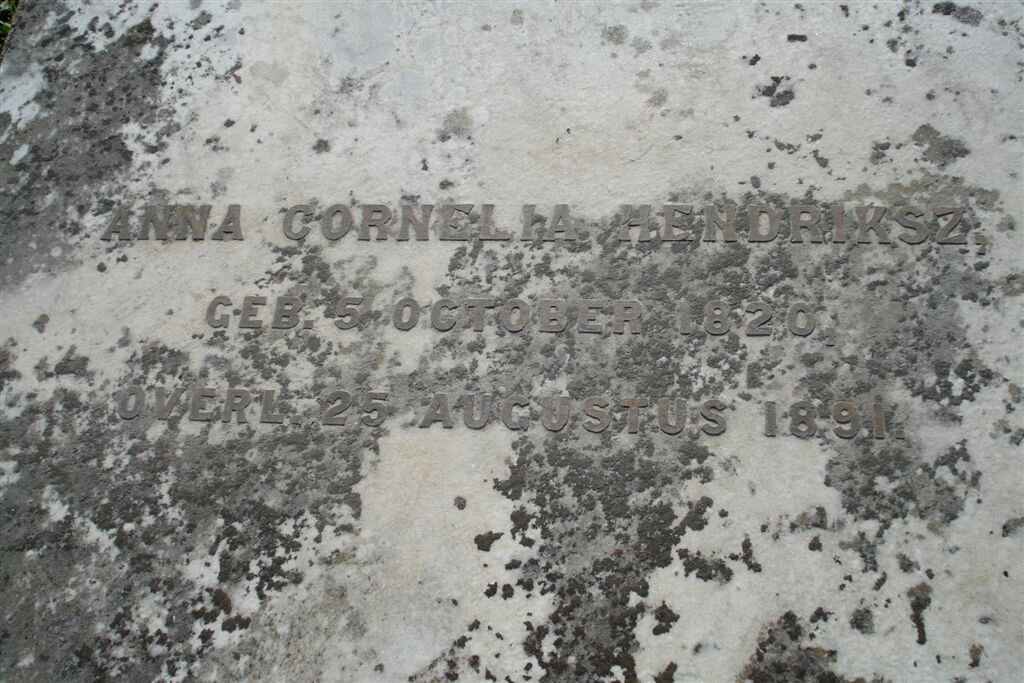 ANNA CORNELIA HENDRIKSZ,
GEB. 5 OCTOBER 1820,
OVERL. 25 AUGUSTUS 1891.